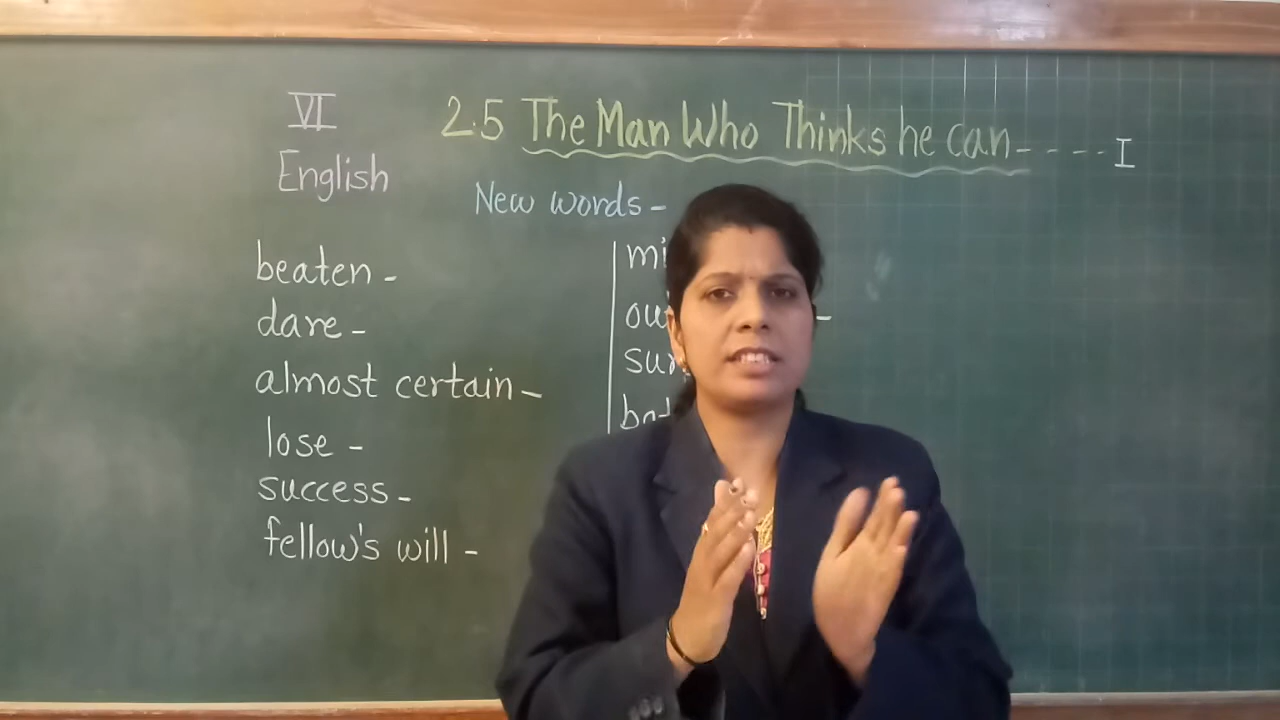 VI 2.5 The Man Who Thinks he can----I
English
New words -
beaten -
dare -
almost certain -
lose -
success -
fellow's will -